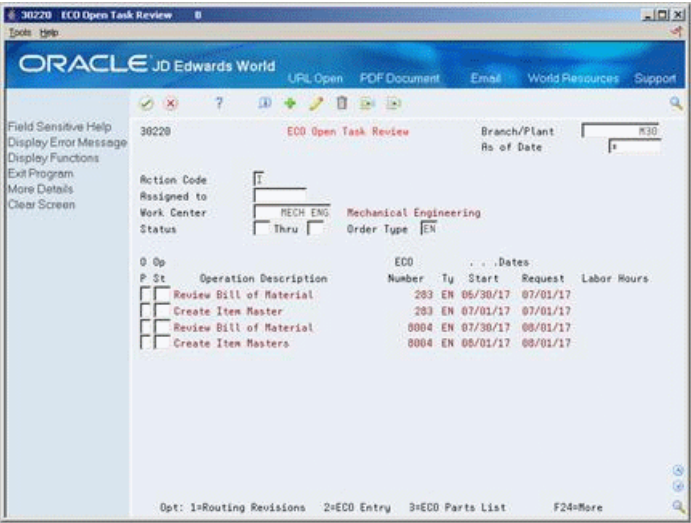 30220 ECO Open Task Review B
Tools Help
ORACLE JD Edwards World
URL Open PDF Document Email World Resources Support
Field Sensitive Help
Display Error Message
Display Functions
Exit Program
More Details
Clear Screen
30220 ECO Open Task Review Branch/Plant M30
As of Date *
Action Code I
Assigned to
Work Center MECH ENG Mechanical Engineering
Status Thru Order Type EN
O Op ECO . . .Dates
P St Operation Description Number Ty Start Request Labor Hours
Review Bill of Material 283 EN 06/30/17 07/01/17
Create Item Master 283 EN 07/01/17 07/01/17
Review Bill of Material 8004 EN 07/30/17 08/01/17
Create Item Masters 8004 EN 08/01/17 08/01/17
Opt: 1=Routing Revisions 2=ECO Entry 3=ECO Parts List F24=More